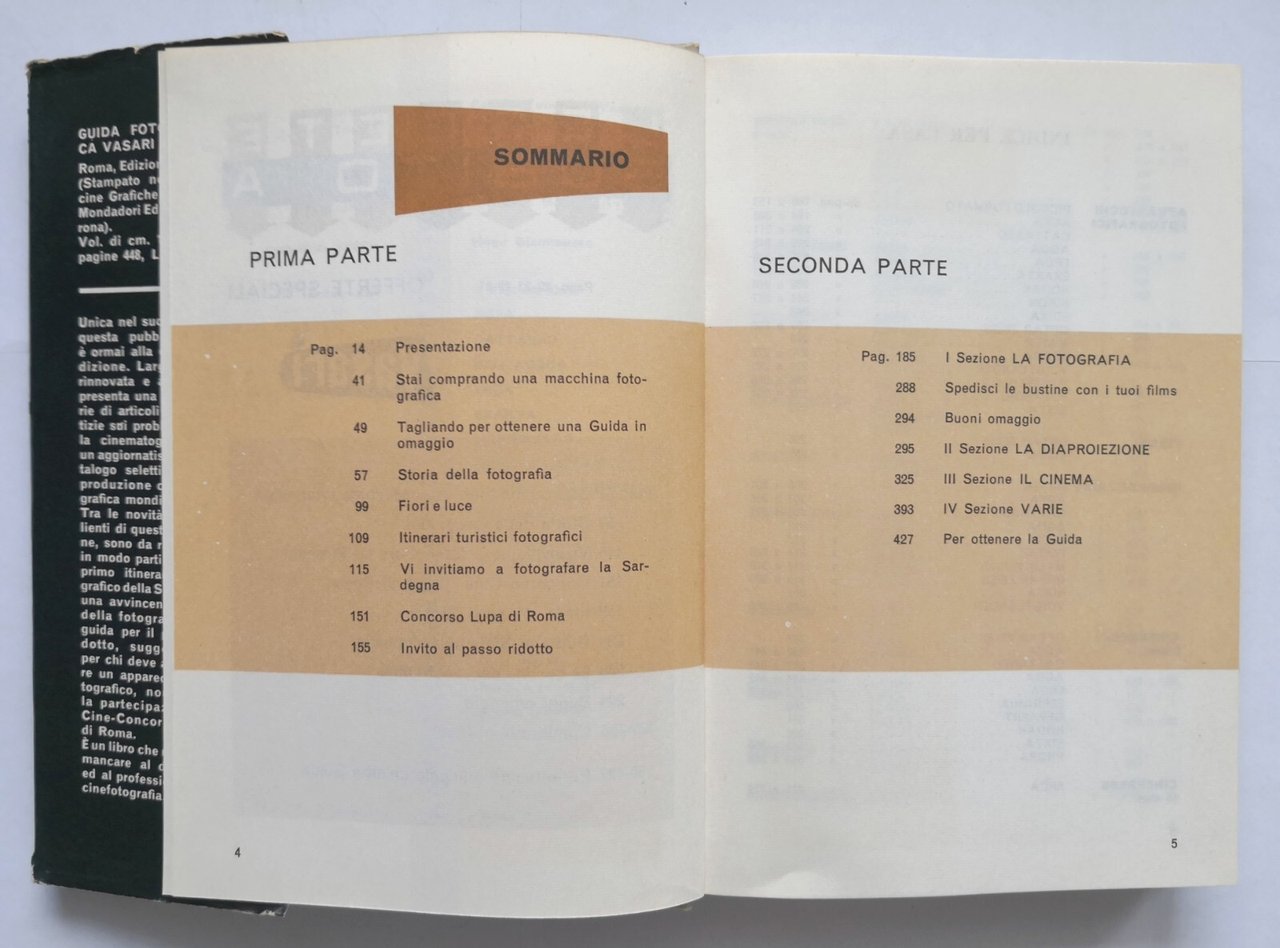 GUIDA FOT
CA VASARI
Roma, Edizio
(Stampato n
cine Grafiche
Mondadori Ed
rona).
Vol. di cm.
pagine 448, L
Unica nel suo
questa pubb
è ormai alla
dizione. Larg
rinnovata e
presenta una
rie di articoli
tizie sui prob
la cinematog
un aggiornatis
talogo seletti
produzione
grafica mondi
Tra le novità
lienti di quest
ne, sono da
in modo parti
primo itinera
grafico della S
una avvincen
della fotogra
guida per il
dotto, sugg
per chi deve
re un apparec
tografico, no
la partecipaz
Cine-Concor
di Roma.
È un libro che
mancare al
ed al professi
cinefotografia
SOMMARIO
PRIMA PARTE
Pag. 14 Presentazione
41 Stai comprando una macchina foto-
grafica
49 Tagliando per ottenere una Guida in
omaggio
57 Storia della fotografia
99 Fiori e luce
109 Itinerari turistici fotografici
115 Vi invitiamo a fotografare la Sar-
degna
151 Concorso Lupa di Roma
155 Invito al passo ridotto
4
SECONDA PARTE
Pag. 185 I Sezione LA FOTOGRAFIA
288 Spedisci le bustine con i tuoi films
294 Buoni omaggio
295 II Sezione LA DIAPROIEZIONE
325 III Sezione IL CINEMA
393 IV Sezione VARIE
427 Per ottenere la Guida
5